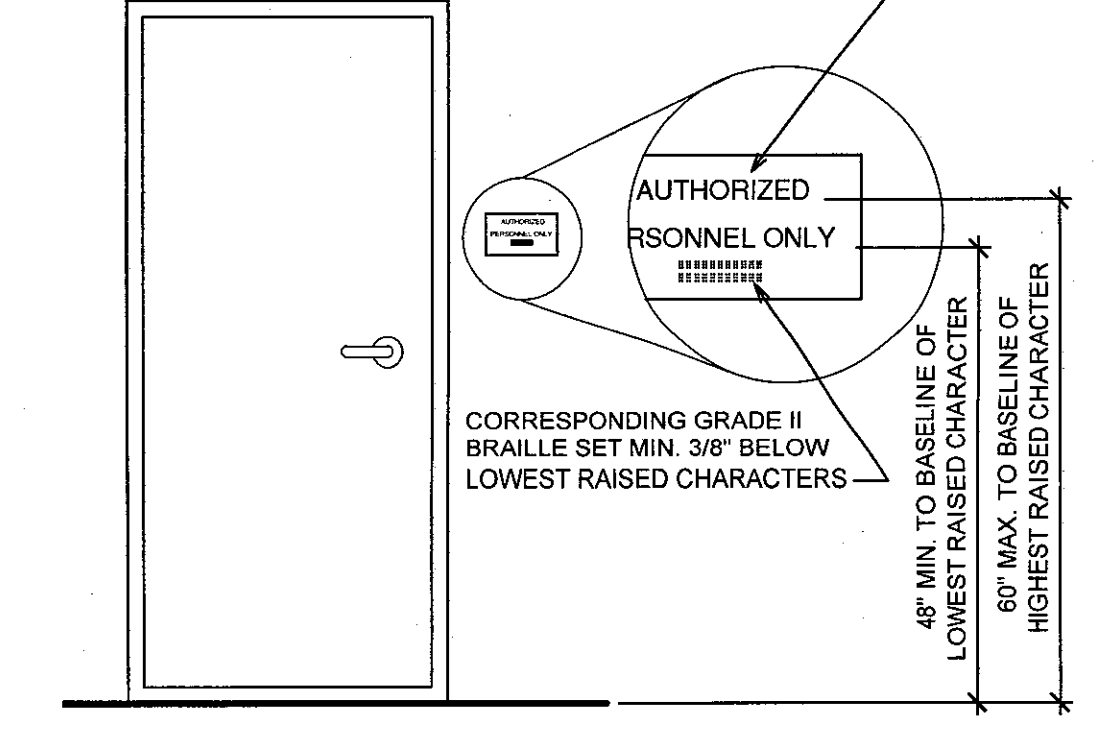 AUTHORIZED
PERSONNEL ONLY
AUTHORIZED
RSONNEL ONLY
CORRESPONDING GRADE II
BRAILLE SET MIN. 3/8" BELOW
LOWEST RAISED CHARACTERS
48" MIN. TO BASELINE OF
LOWEST RAISED CHARACTER
60" MAX. TO BASELINE OF
HIGHEST RAISED CHARACTER